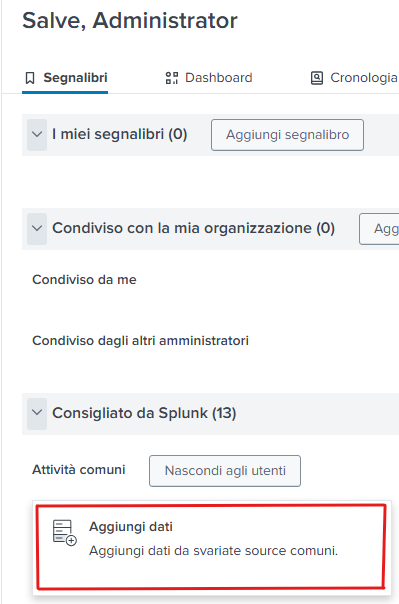 Salve, Administrator
Segnalibri
Dashboard
Cronologia
I miei segnalibri (0)
Aggiungi segnalibro
Condiviso con la mia organizzazione (0)
Agg
Condiviso da me
Condiviso dagli altri amministratori
Consigliato da Splunk (13)
Attività comuni
Nascondi agli utenti
Aggiungi dati
Aggiungi dati da svariate source comuni.